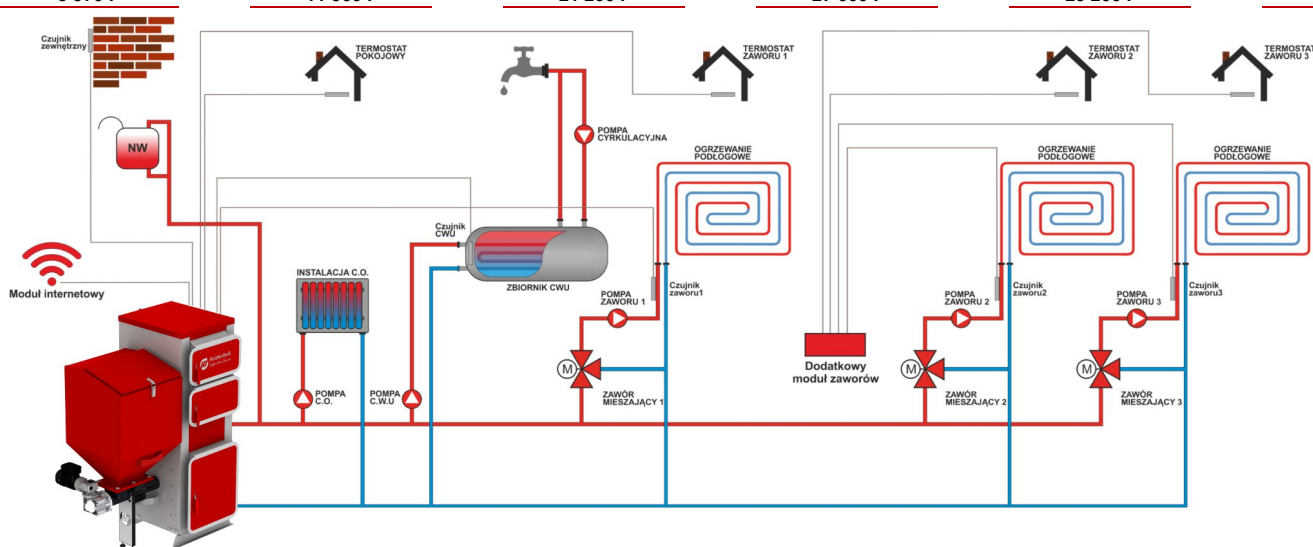 Czujnik
zewnętrzny
TERMOSTAT
POKOJOWY
TERMOSTAT
ZAWORU 1
TERMOSTAT
ZAWORU 2
TERMOSTAT
ZAWORU 3
NW
POMPA
CYRKULACYJNA
OGRZEWANIE
PODŁOGOWE
OGRZEWANIE
PODŁOGOWE
OGRZEWANIE
PODŁOGOWE
Czujnik
CWU
Moduł internetowy
INSTALACJA C.O.
ZBIORNIK CWU
POMPA
ZAWORU 1
Czujnik
zaworu1
POMPA
ZAWORU 2
Czujnik
zaworu2
POMPA
ZAWORU 3
Czujnik
zaworu3
Dodatkowy
moduł zaworów
M
M
M
POMPA
C.O.
POMPA
C.W.U
ZAWÓR
MIESZAJĄCY 1
ZAWÓR
MIESZAJĄCY 2
ZAWÓR
MIESZAJĄCY 3